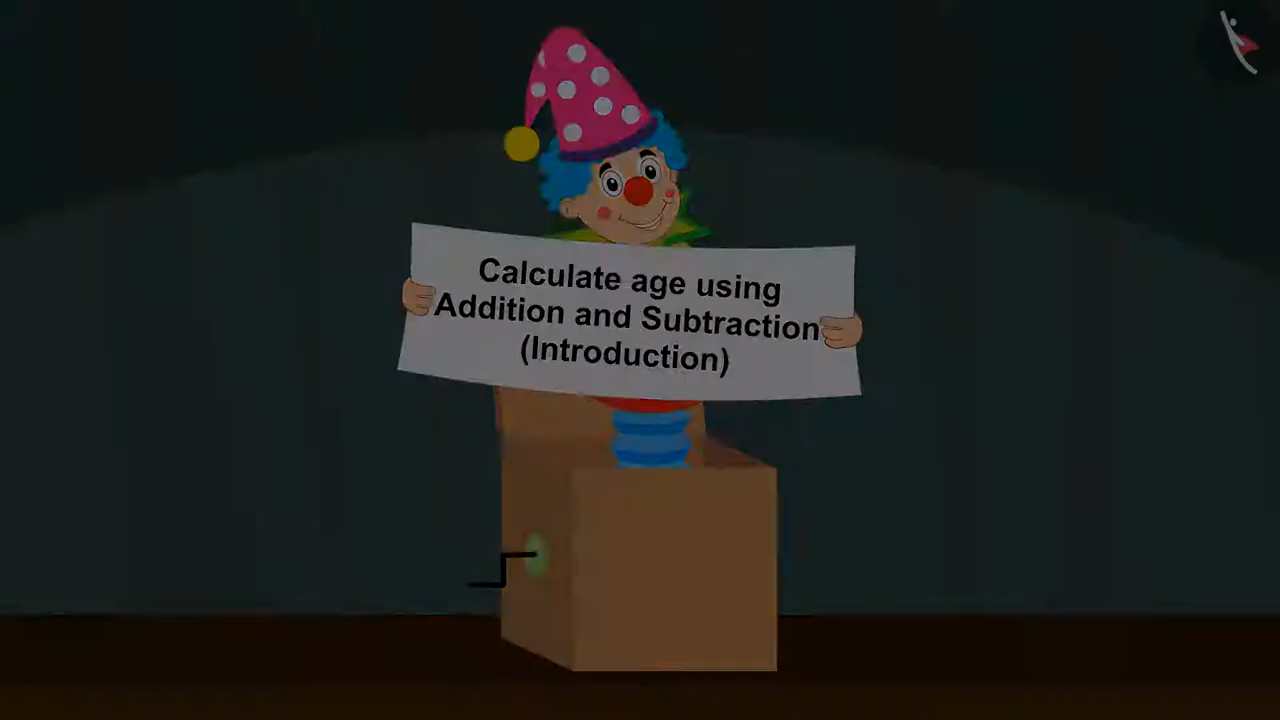 Calculate age using
Addition and Subtraction
(Introduction)